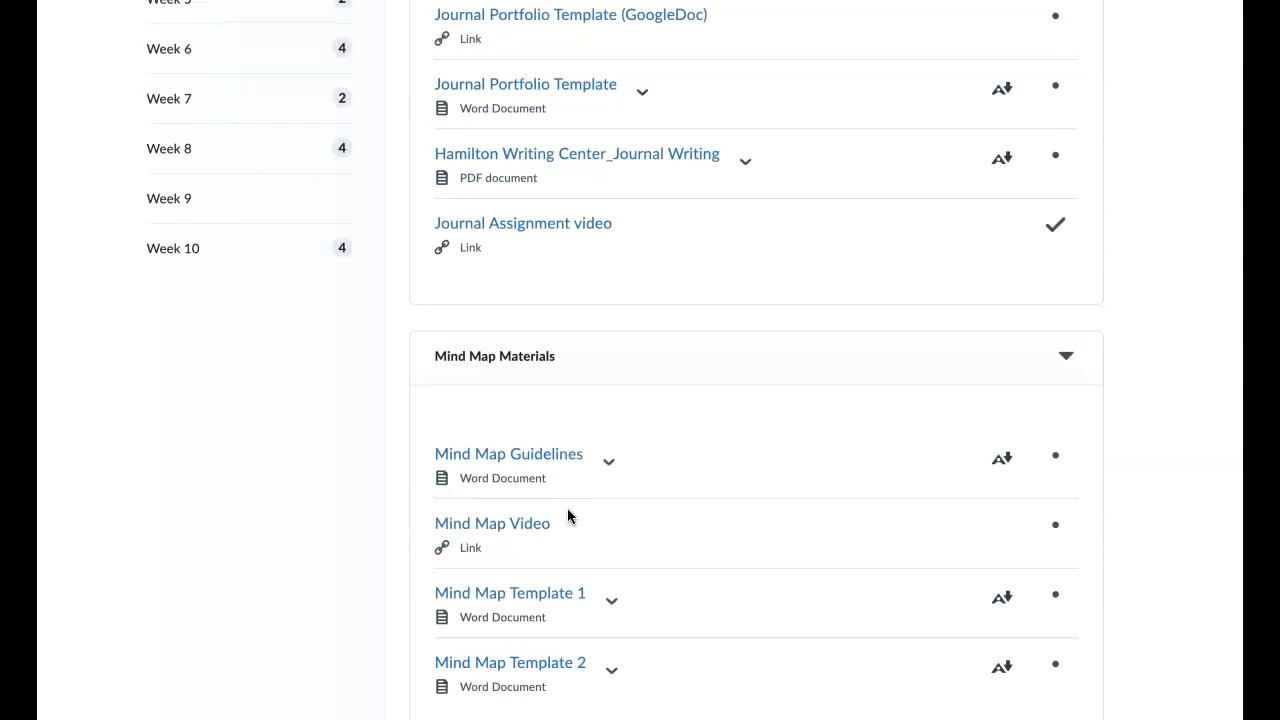 Week 5
2
Week 6
4
Week 7
2
Week 8
4
Week 9
Week 10
4
Journal Portfolio Template (GoogleDoc)
Link
Journal Portfolio Template
Word Document
Hamilton Writing Center_Journal Writing
PDF document
Journal Assignment video
Link
Mind Map Materials
Mind Map Guidelines
Word Document
Mind Map Video
Link
Mind Map Template 1
Word Document
Mind Map Template 2
Word Document